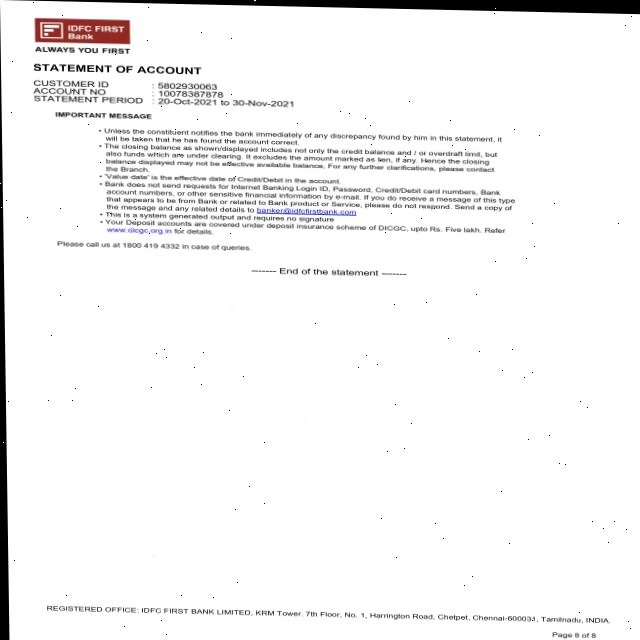 IDFC FIRST
Bank
ALWAYS YOU FIRST
STATEMENT OF ACCOUNT
CUSTOMER ID : 5802930063
ACCOUNT NO : 10078387878
STATEMENT PERIOD : 20-Oct-2021 to 30-Nov-2021
IMPORTANT MESSAGE
• Unless the constituent notifies the bank immediately of any discrepancy found by him in this statement, it
will be taken that he has found the account correct.
• The closing balance as shown/displayed includes not only the credit balance and / or overdraft limit, but
also funds which are under clearing. It excludes the amount marked as lien, if any. Hence the closing
• balance displayed may not be effective available balance. For any further clarifications, please contact
the Branch.
• 'Value date' is the effective date of Credit/Debit in the account.
• Bank does not send requests for Internet Banking Login ID, Password, Credit/Debit card numbers, Bank
account numbers, or other sensitive financial information by e-mail. If you do receive a message of this type
that appears to be from Bank or related to Bank product or Service, please do not respond. Send a copy of
the message and any related details to banker@idfcfirstbank.com
• This is a system generated output and requires no signature
• Your Deposit accounts are covered under deposit insurance scheme of DICGC, upto Rs. Five lakh. Refer
www.dicgc.org.in for details.
Please call us at 1800 419 4332 in case of queries.
------- End of the statement -------
REGISTERED OFFICE: IDFC FIRST BANK LIMITED, KRM Tower, 7th Floor, No. 1, Harrington Road, Chetpet, Chennai-600031, Tamilnadu, INDIA.
Page 8 of 8